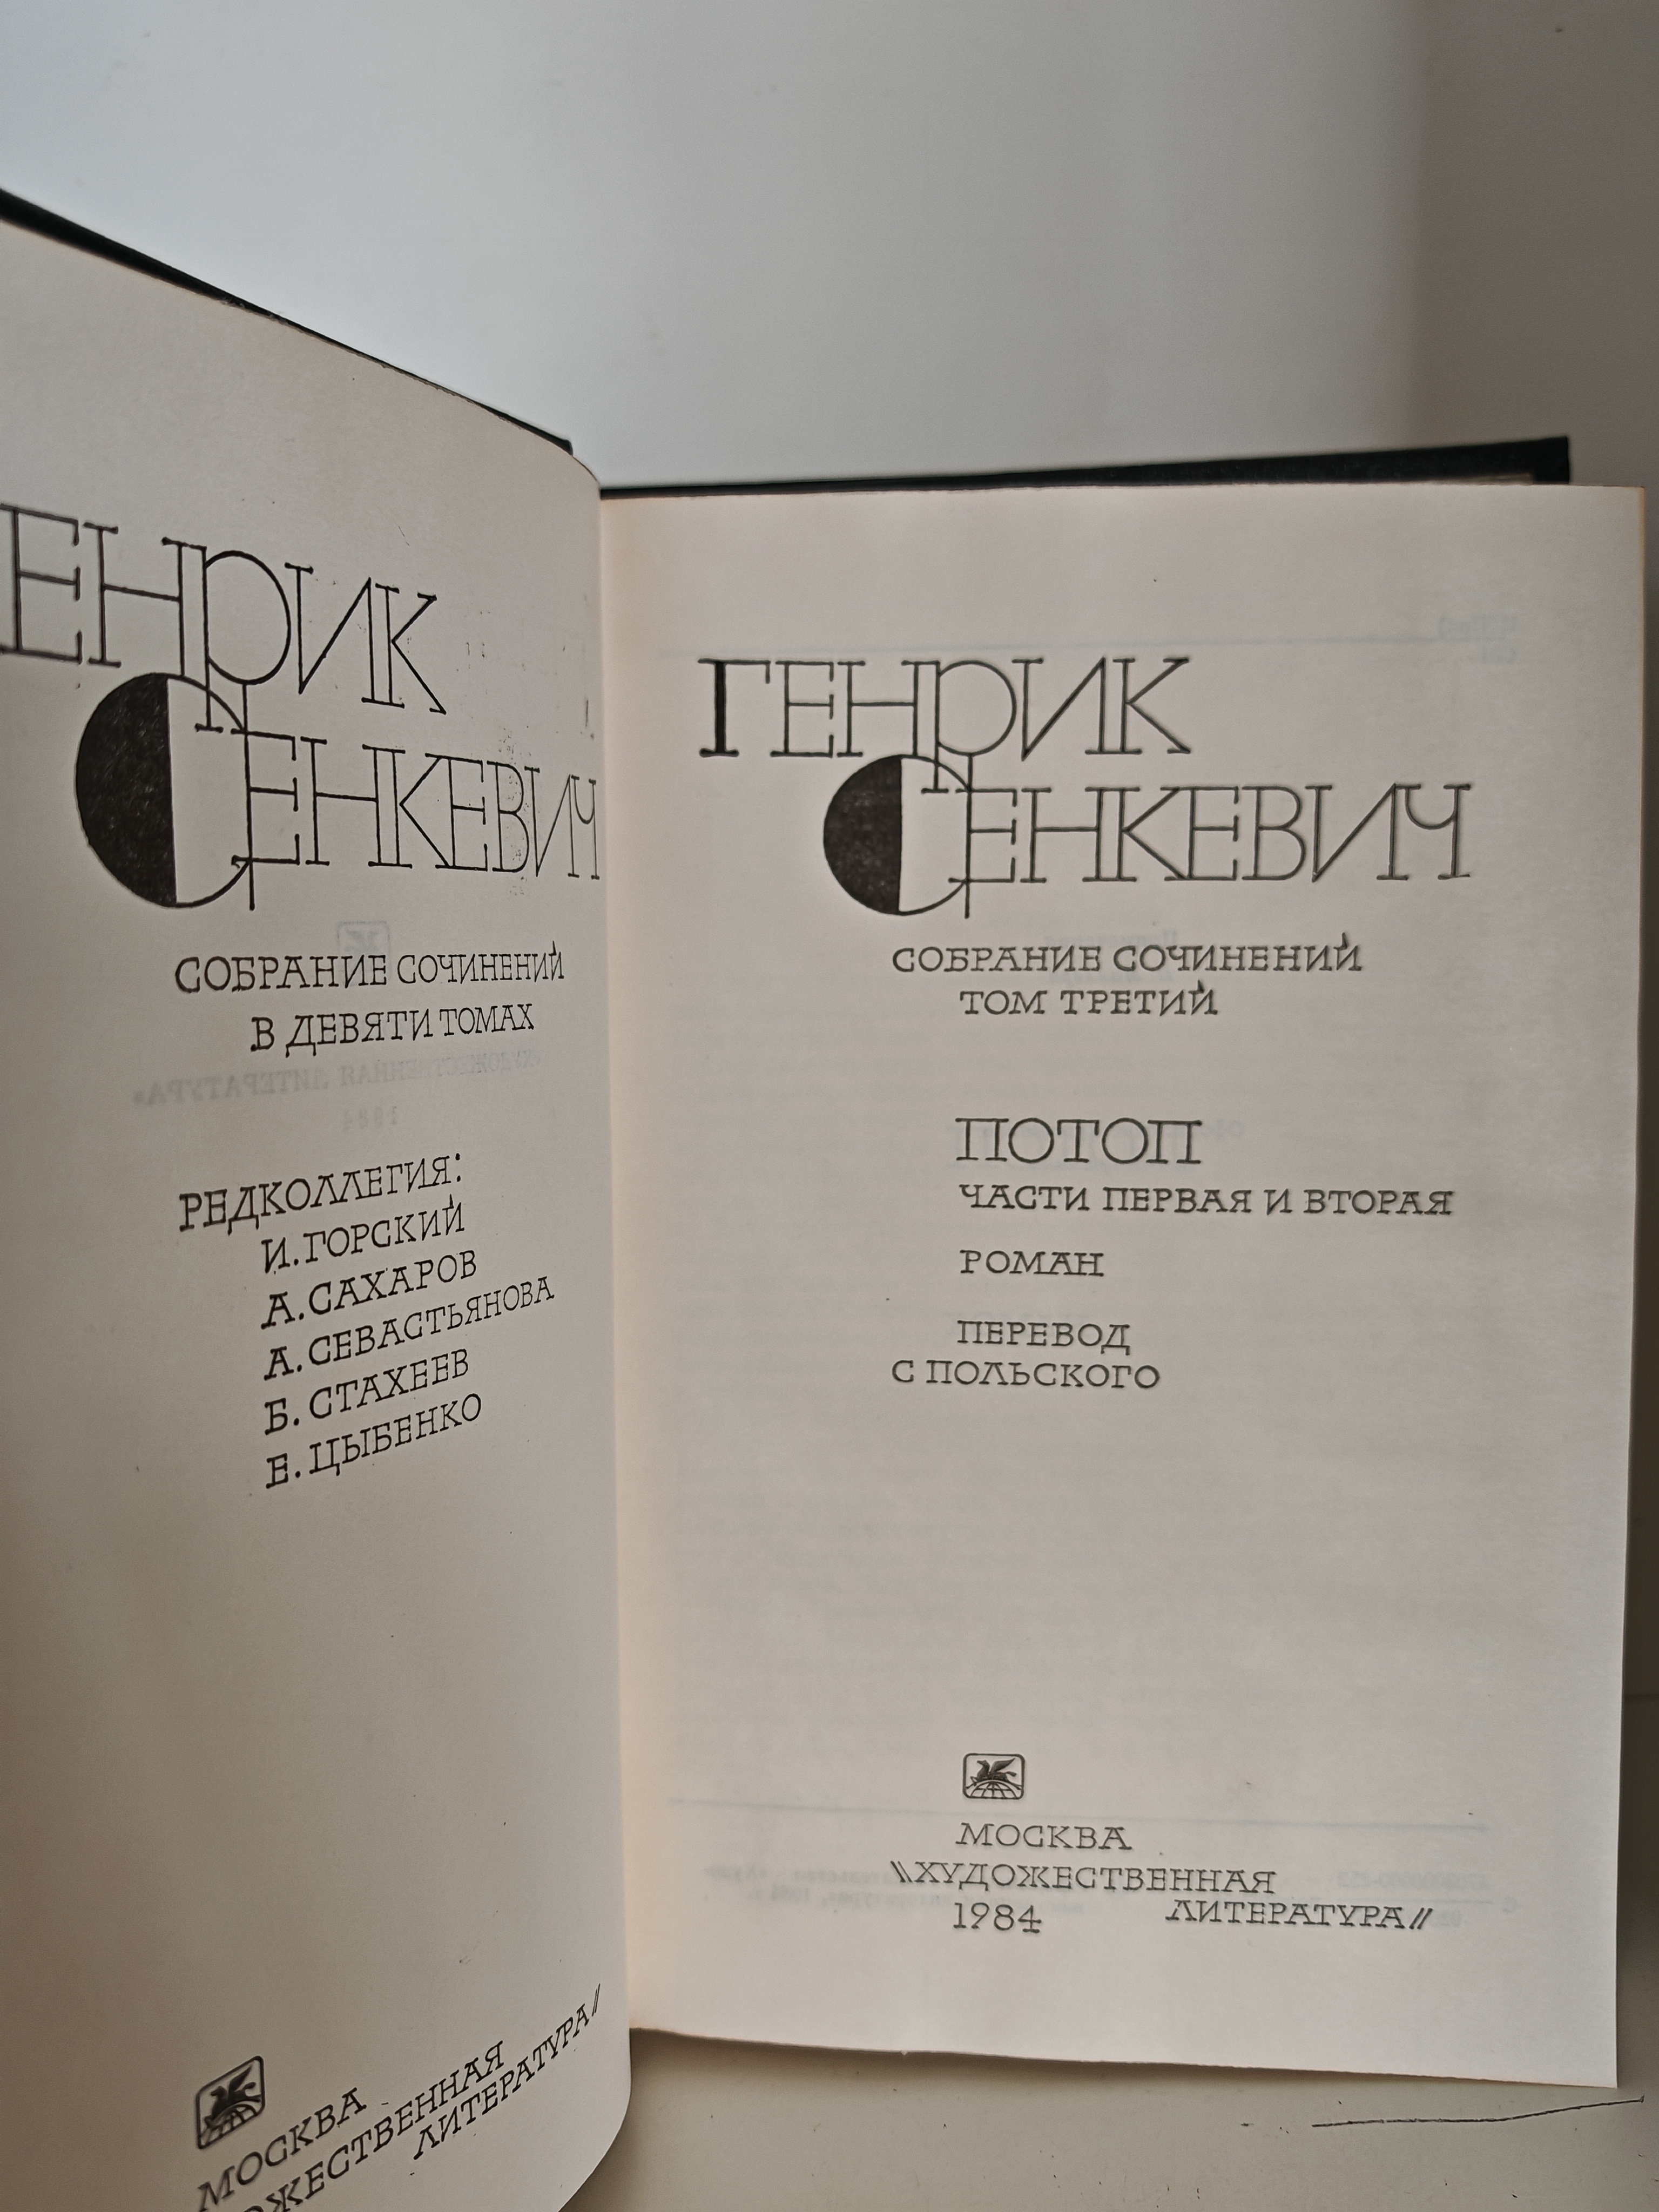 ЕНРИК
СЕНКЕВИЧ
СОБРАНИЕ СОЧИНЕНИЙ
В ДЕВЯТИ ТОМАХ
РЕДКОЛЛЕГИЯ:
И. ГОРСКИЙ
А. САХАРОВ
А. СЕВАСТЬЯНОВА
Б. СТАХЕЕВ
Е. ЦЫБЕНКО
МОСКВА
ОЖЕСТВЕННАЯ
ЛИТЕРАТУРА//
ГЕНРИК
СЕНКЕВИЧ
СОБРАНИЕ СОЧИНЕНИЙ
ТОМ ТРЕТИЙ
ПОТОП
ЧАСТИ ПЕРВАЯ И ВТОРАЯ
РОМАН
ПЕРЕВОД
С ПОЛЬСКОГО
МОСКВА
\\ХУДОЖЕСТВЕННАЯ
1984 ЛИТЕРАТУРА//